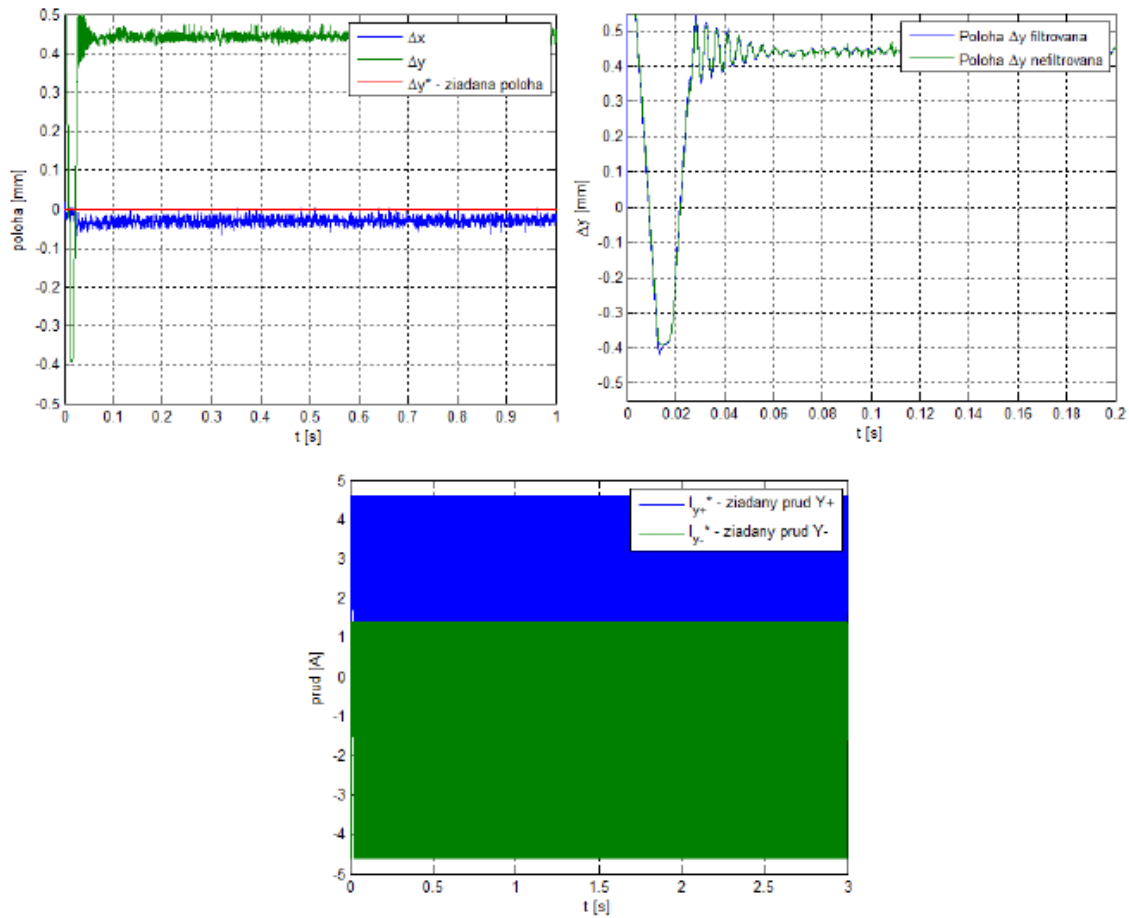 0.5
0.4
0.3
0.2
0.1
0
-0.1
-0.2
-0.3
-0.4
-0.5
poloha [mm]
Δx
Δy
Δy* - ziadana poloha
0 0.1 0.2 0.3 0.4 0.5 0.6 0.7 0.8 0.9 1
t [s]
0.5
0.4
0.3
0.2
0.1
0
-0.1
-0.2
-0.3
-0.4
-0.5
Δy [mm]
Poloha Δy filtrovana
Poloha Δy nefiltrovana
0 0.02 0.04 0.06 0.08 0.1 0.12 0.14 0.16 0.18 0.2
t [s]
5
4
3
2
1
0
-1
-2
-3
-4
-5
prud [A]
I_y+* - ziadany prud Y+
I_y-* - ziadany prud Y-
0 0.5 1 1.5 2 2.5 3
t [s]